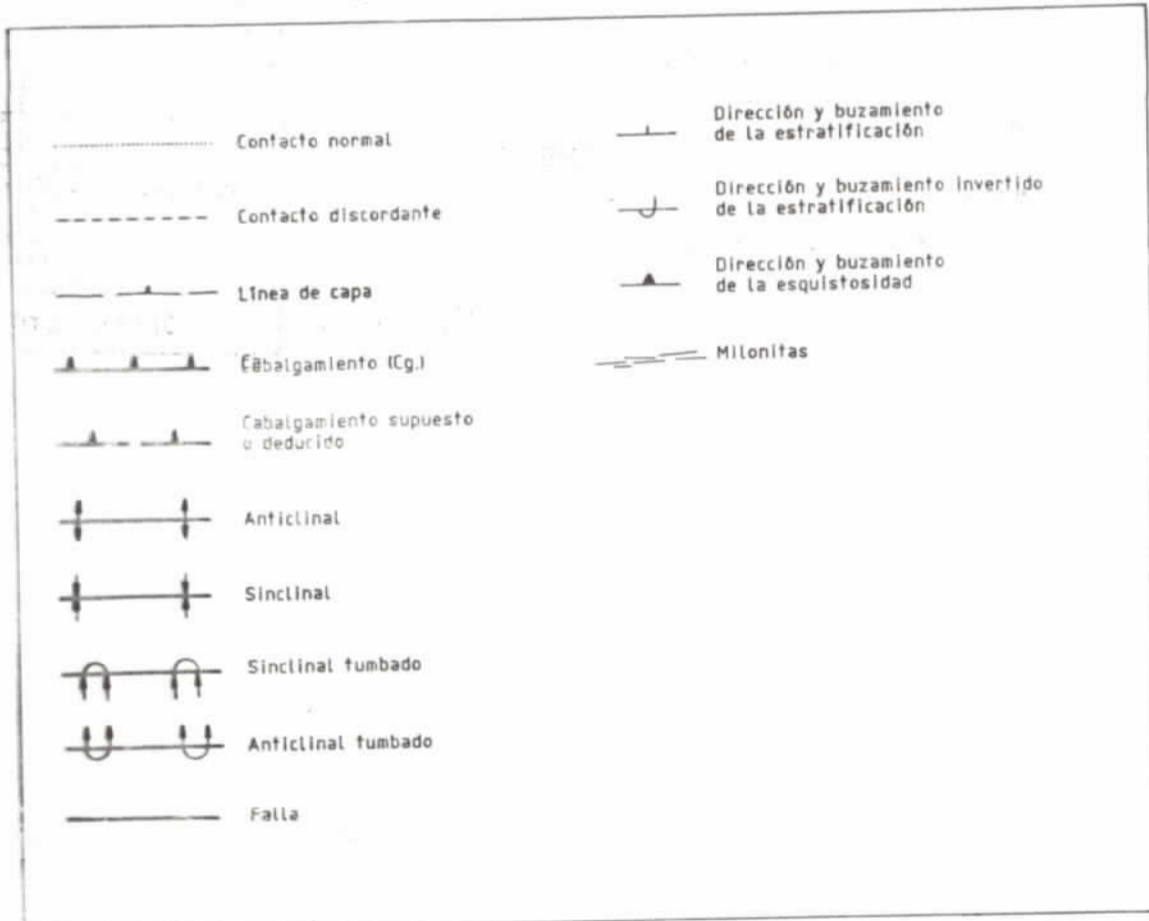 Contacto normal
Contacto discordante
Línea de capa
Cabalgamiento (Cg.)
Cabalgamiento supuesto
o deducido
Anticlinal
Sinclinal
Sinclinal tumbado
Anticlinal tumbado
Falla
Dirección y buzamiento
de la estratificación
Dirección y buzamiento invertido
de la estratificación
Dirección y buzamiento
de la esquistosidad
Milonitas